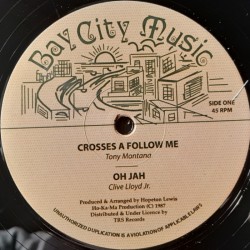 Bay City Music
SIDE ONE
45 RPM
CROSSES A FOLLOW ME
Tony Montana
OH JAH
Clive Lloyd Jr.
Produced & Arranged by Hopeton Lewis
Jlo-Ka-Ma Production (C) 1987
Distributed & Under Licence by
TRS Records
UNAUTHORIZED DUPLICATION IS A VIOLATION OF APPLICABLE LAWS